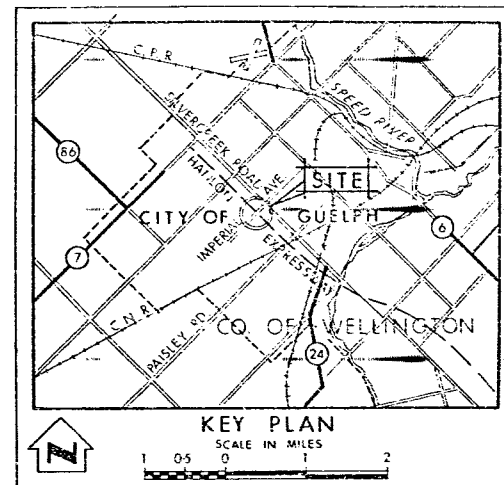 C.P.R
SPEED RIVER
SILVERCREEK ROAD
86
HANLON
AVE.
SITE
CITY OF GUELPH
6
7
IMPERIAL
EXPRESSWAY
C.N.R
CO. OF WELLINGTON
PAISLEY RD
24
KEY PLAN
SCALE IN MILES
1 0·5 0 1 2